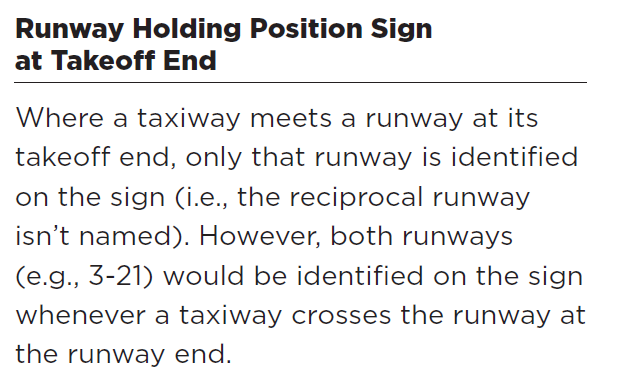 Runway Holding Position Sign
at Takeoff End
Where a taxiway meets a runway at its
takeoff end, only that runway is identified
on the sign (i.e., the reciprocal runway
isn’t named). However, both runways
(e.g., 3-21) would be identified on the sign
whenever a taxiway crosses the runway at
the runway end.